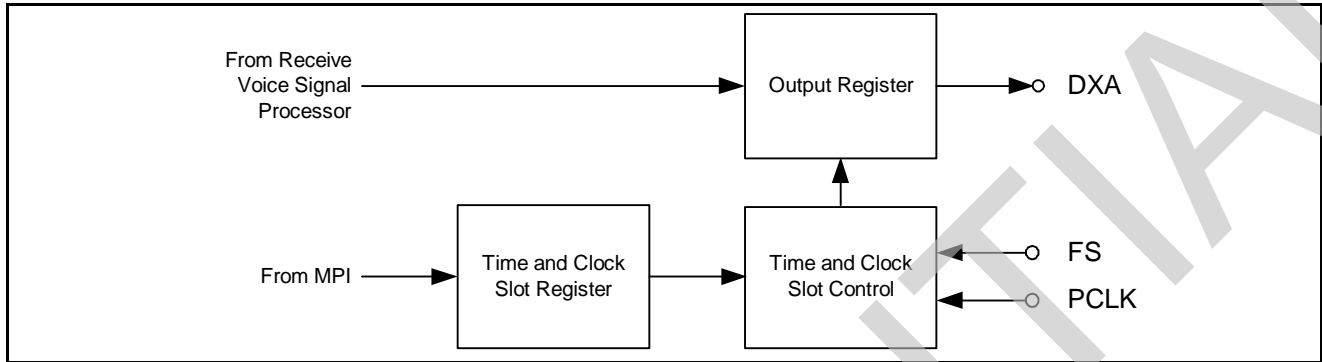 From Receive
Voice Signal
Processor
Output Register
DXA
From MPI
Time and Clock
Slot Register
Time and Clock
Slot Control
FS
PCLK